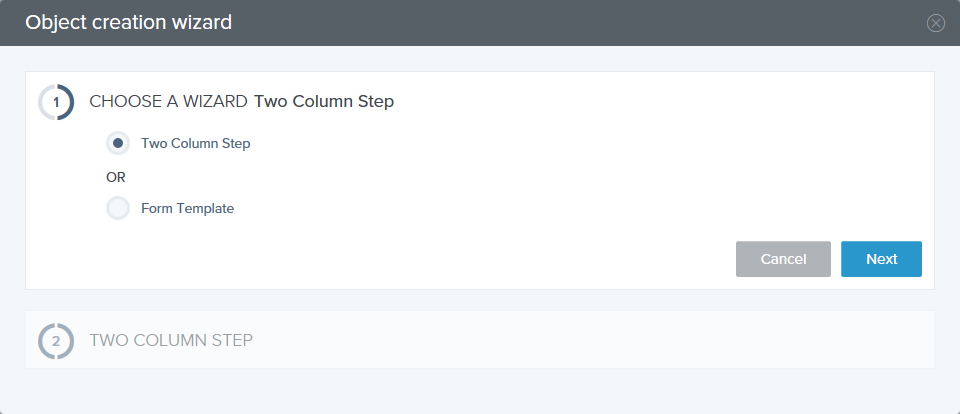 Object creation wizard
1 CHOOSE A WIZARD Two Column Step
Two Column Step
OR
Form Template
Cancel Next
2 TWO COLUMN STEP